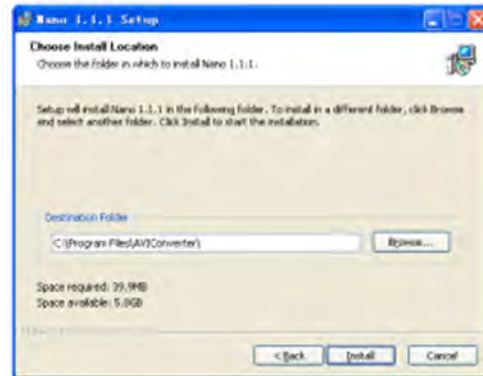 Nano 1.1.1 Setup
Choose Install Location
Choose the folder in which to install Nano 1.1.1.
Setup will install Nano 1.1.1 in the following folder. To install in a different folder, click Browse
and select another folder. Click Install to start the installation.
Destination Folder
C:\Program Files\AVIConverter\
Browse...
Space required: 39.9MB
Space available: 5.0GB
< Back
Install
Cancel